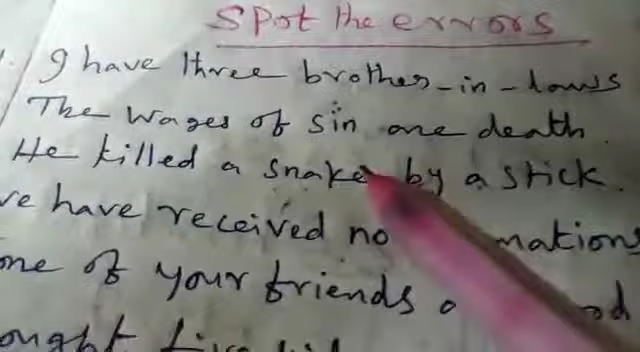 Spot the errors
1. I have three brother-in-laws
The wages of sin are death.
He killed a snake by a stick.
have received no mations
of your friends